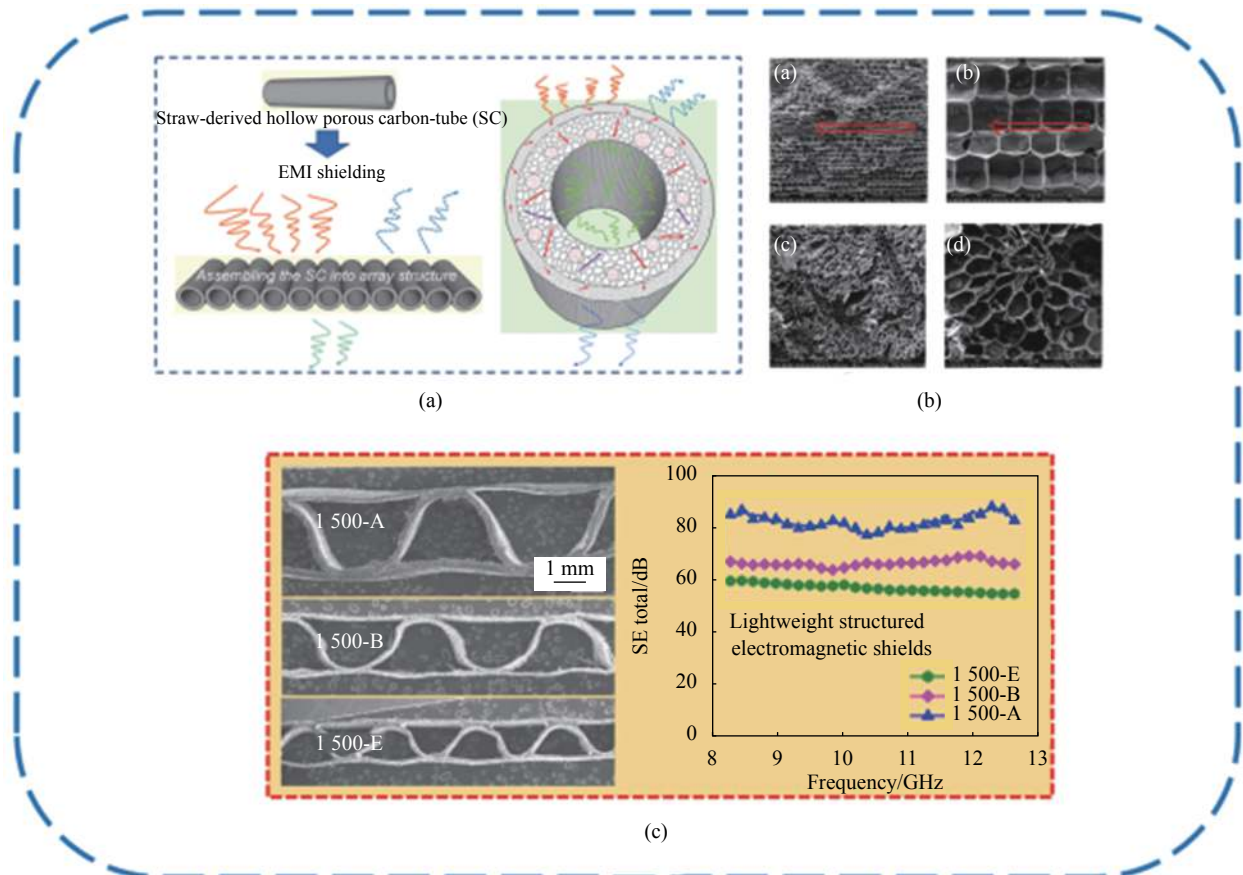 Straw-derived hollow porous carbon-tube (SC)
EMI shielding
Assembling the SC into array structure
(a)
(a)
(b)
(c)
(d)
(b)
1 500-A
1 mm
1 500-B
1 500-E
SE total/dB
100
80
60
40
20
0
Lightweight structured
electromagnetic shields
1 500-E
1 500-B
1 500-A
8
9
10
11
12
13
Frequency/GHz
(c)